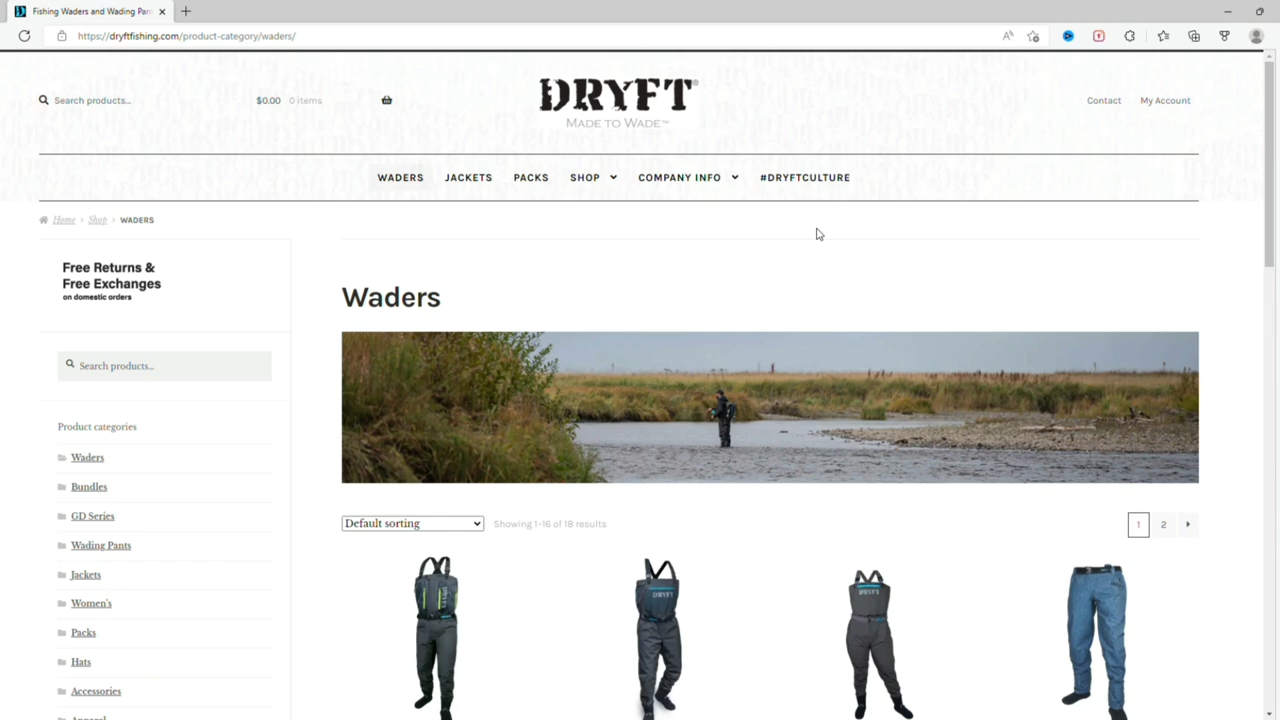 Fishing Waders and Wading Pan
https://dryftfishing.com/product-category/waders/
Search products...
$0.00 0 items
DRYFT®
MADE TO WADE™
Contact
My Account
WADERS
JACKETS
PACKS
SHOP
COMPANY INFO
#DRYFTCULTURE
Home
Shop
WADERS
Free Returns &
Free Exchanges
on domestic orders
Search products...
Product categories
Waders
Bundles
GD Series
Wading Pants
Jackets
Women's
Packs
Hats
Accessories
Apparel
Waders
Default sorting
Showing 1–16 of 18 results
1
2
DRYFT
DRYFT